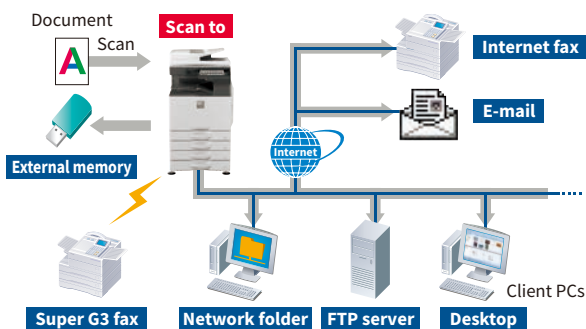 Document
Scan to
Scan
A
Internet fax
E-mail
External memory
Internet
Client PCs
Super G3 fax
Network folder
FTP server
Desktop